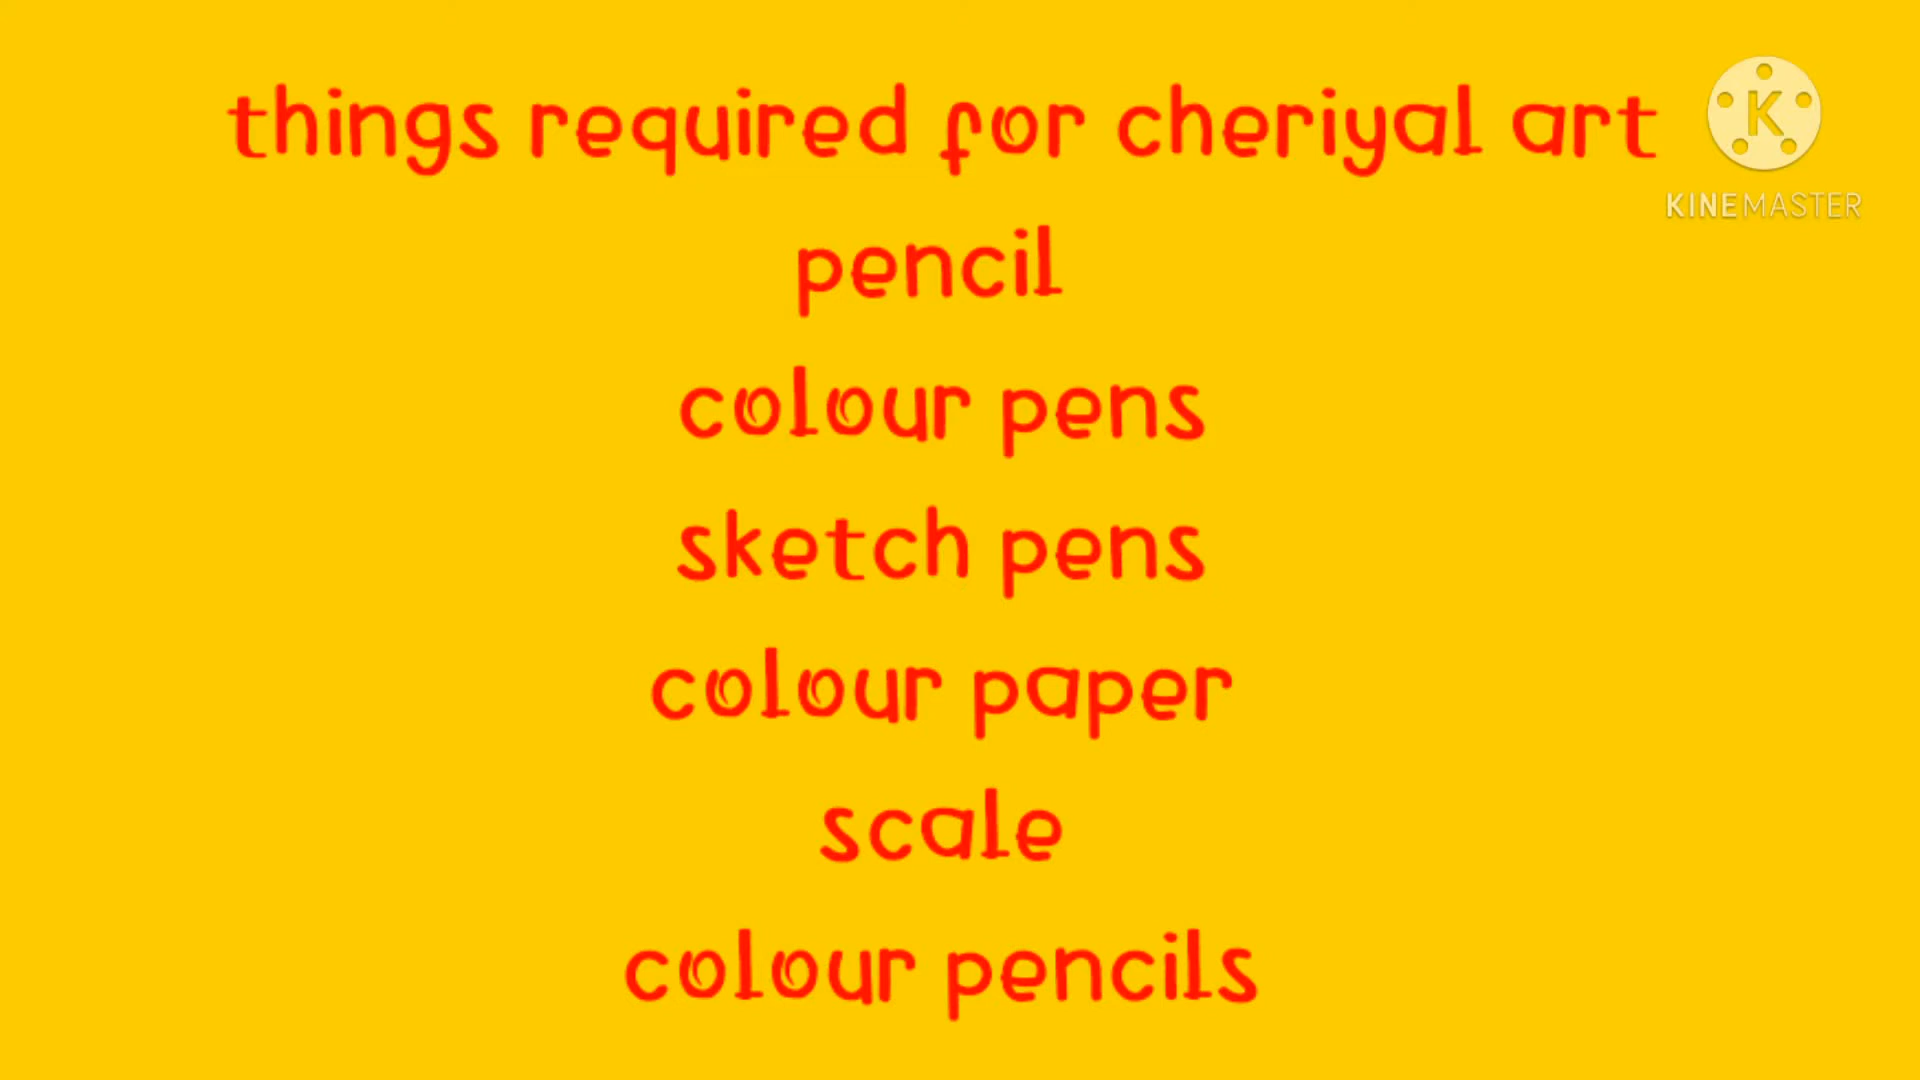 things required for cheriyal art
K
KINEMASTER
pencil
colour pens
sketch pens
colour paper
scale
colour pencils